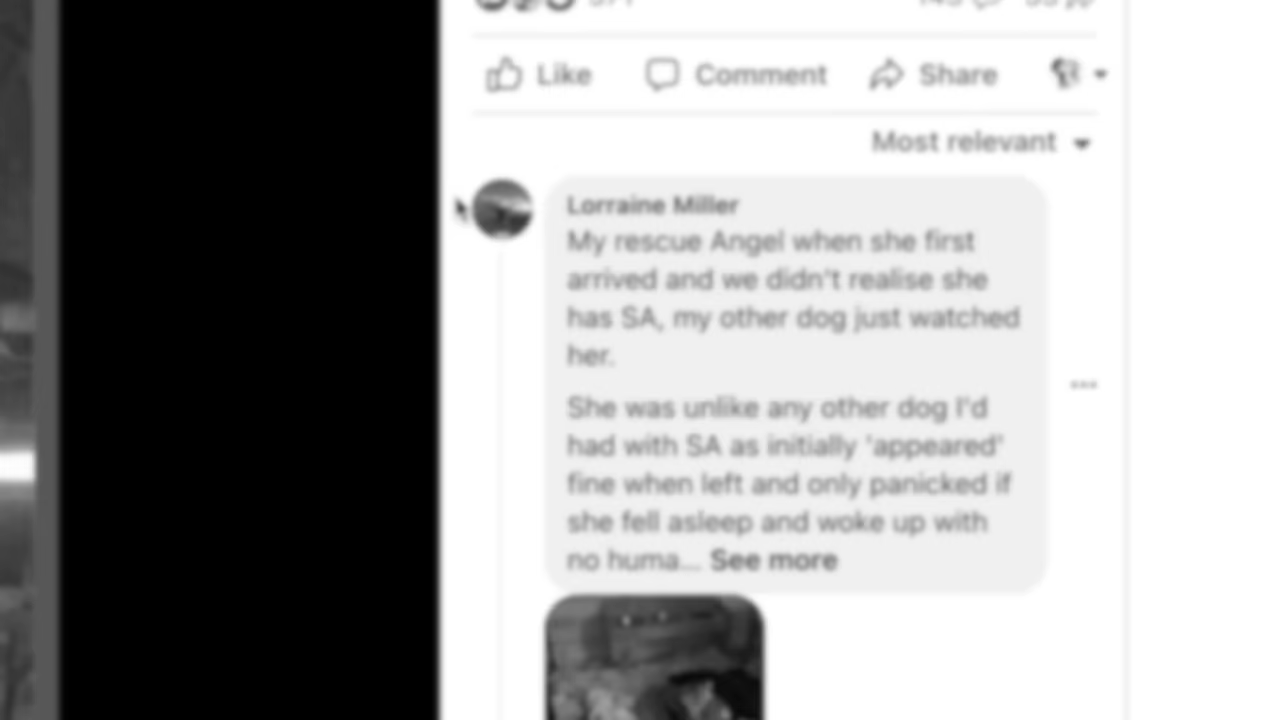 Like Comment Share
Most relevant
Lorraine Miller
My rescue Angel when she first
arrived and we didn't realise she
has SA, my other dog just watched
her.
She was unlike any other dog I'd
had with SA as initially 'appeared'
fine when left and only panicked if
she fell asleep and woke up with
no huma... See more